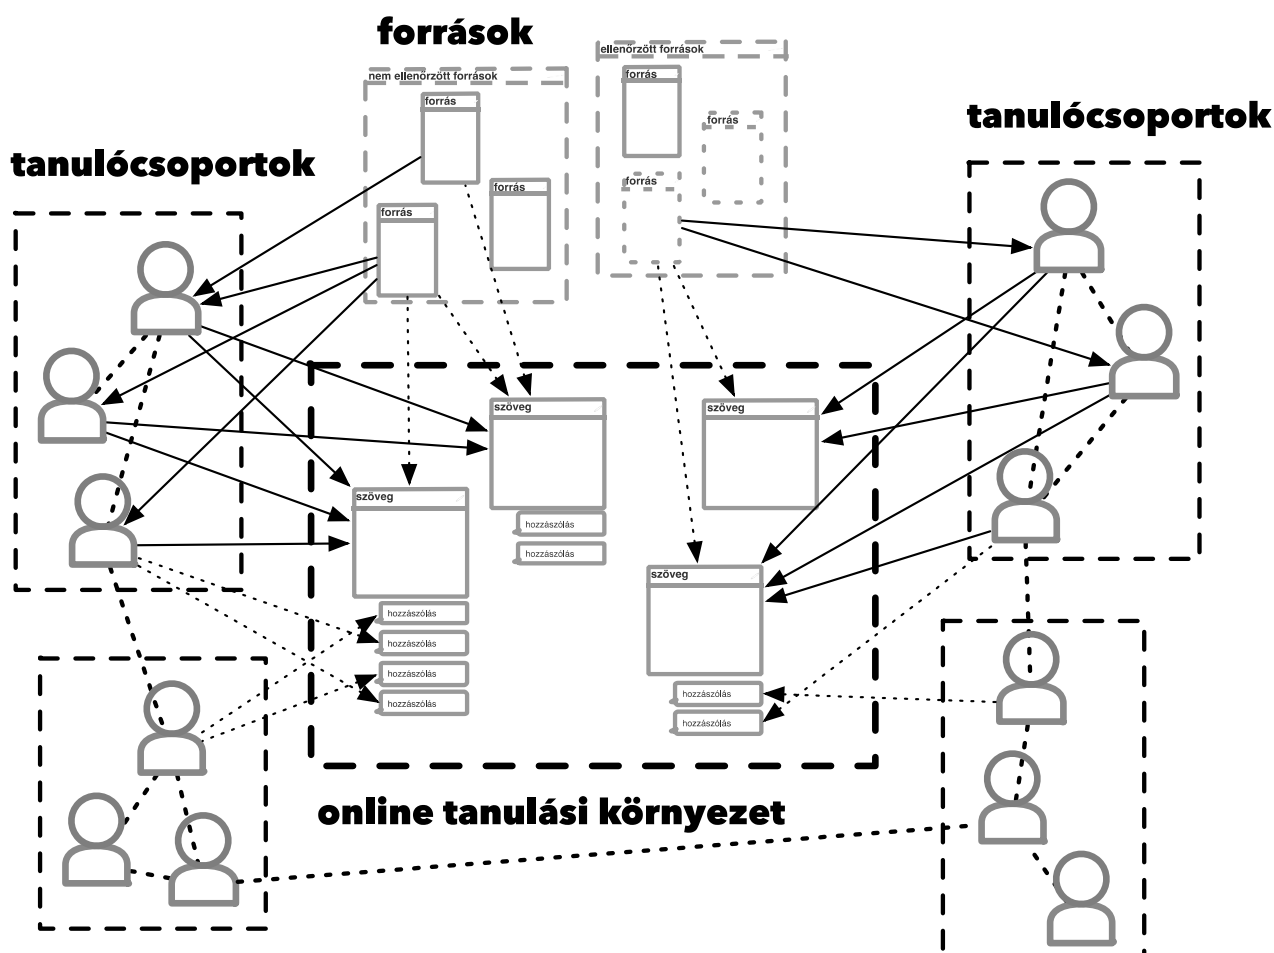 források
ellenőrzött források
nem ellenőrzött források
forrás
forrás
forrás
forrás
forrás
forrás
tanulócsoportok
tanulócsoportok
szöveg
szöveg
szöveg
szöveg
hozzászólás
hozzászólás
hozzászólás
hozzászólás
hozzászólás
hozzászólás
hozzászólás
hozzászólás
online tanulási környezet